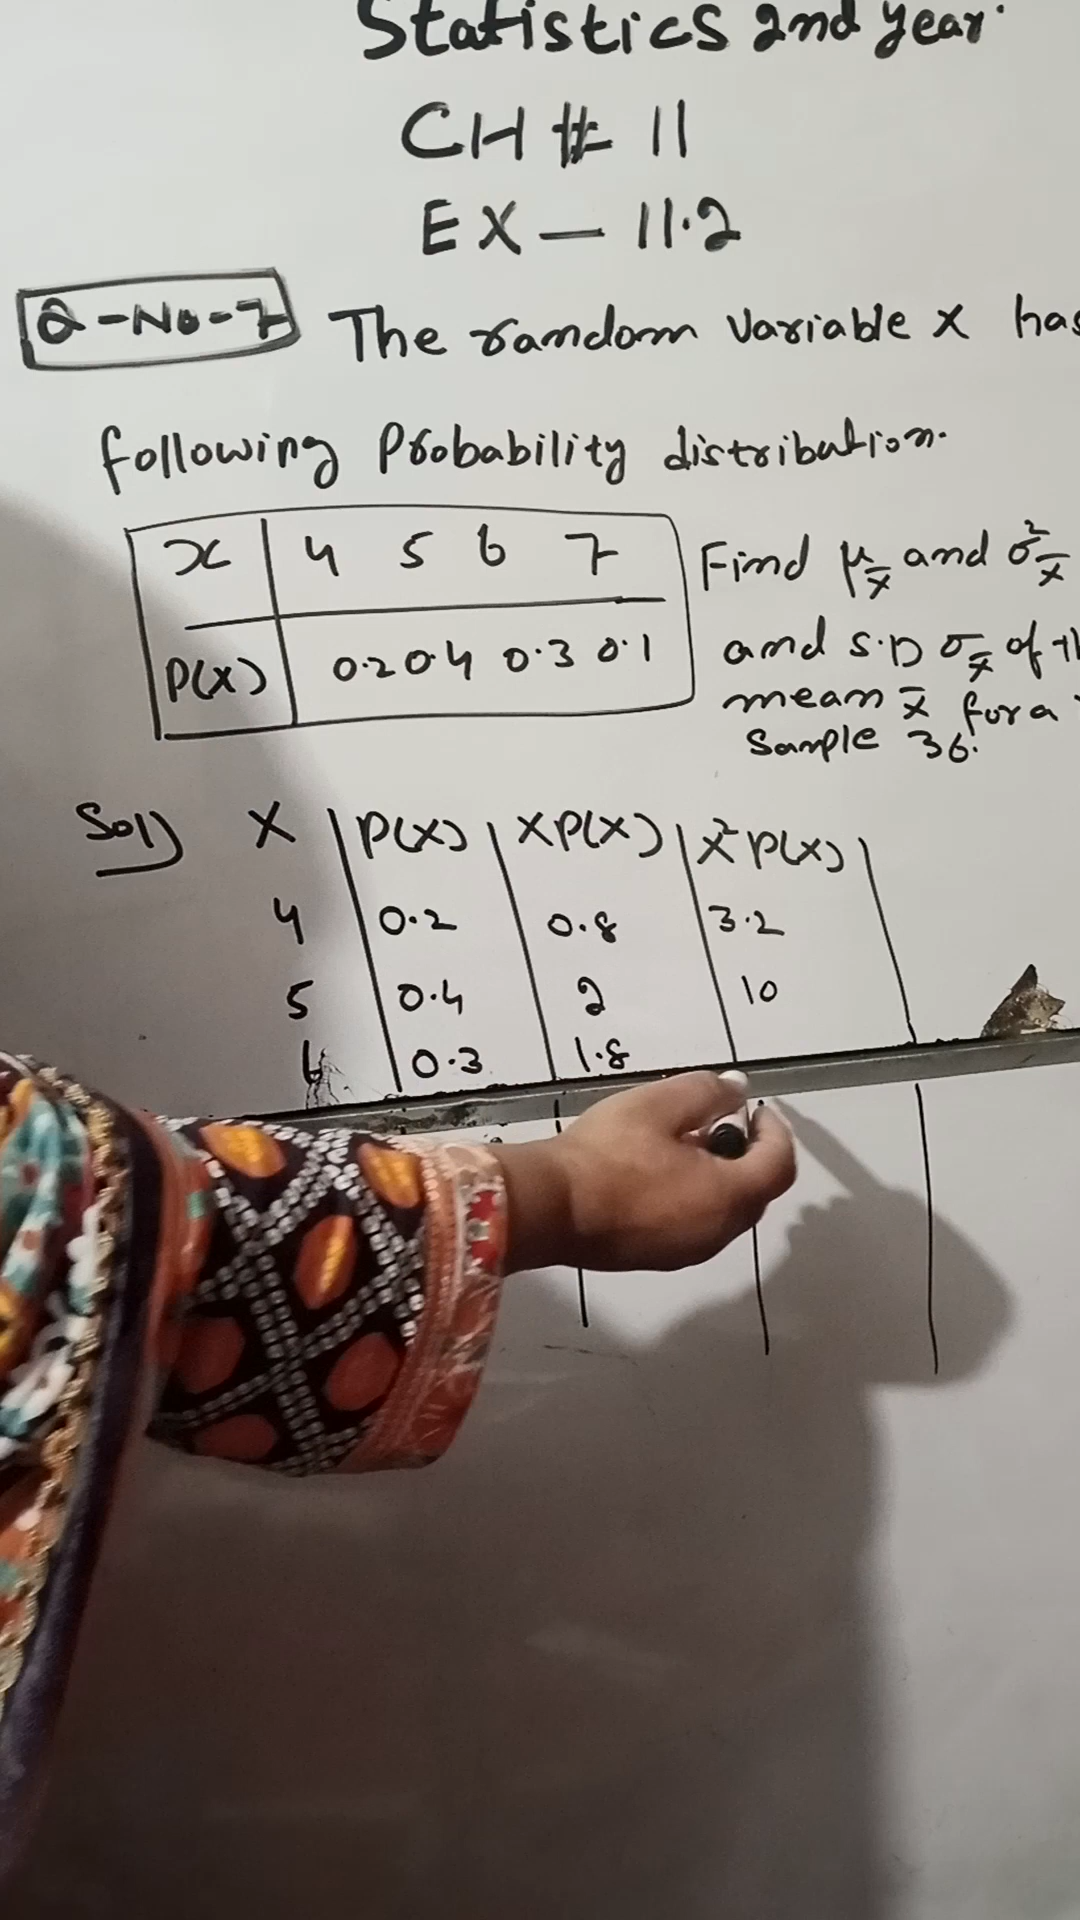 Statistics 2nd year.
CH # 11
EX — 11.2
Q-No-7 The random variable X has
following Probability distribution.
x 4 5 6 7
P(X) 0.2 0.4 0.3 0.1
Find μx̄ and σ²x̄
and S.D σx̄ of
mean x̄ for a
Sample 36.
Sol) X P(X) XP(X) X²P(X)
4 0.2 0.8 3.2
5 0.4 2 10
6 0.3 1.8